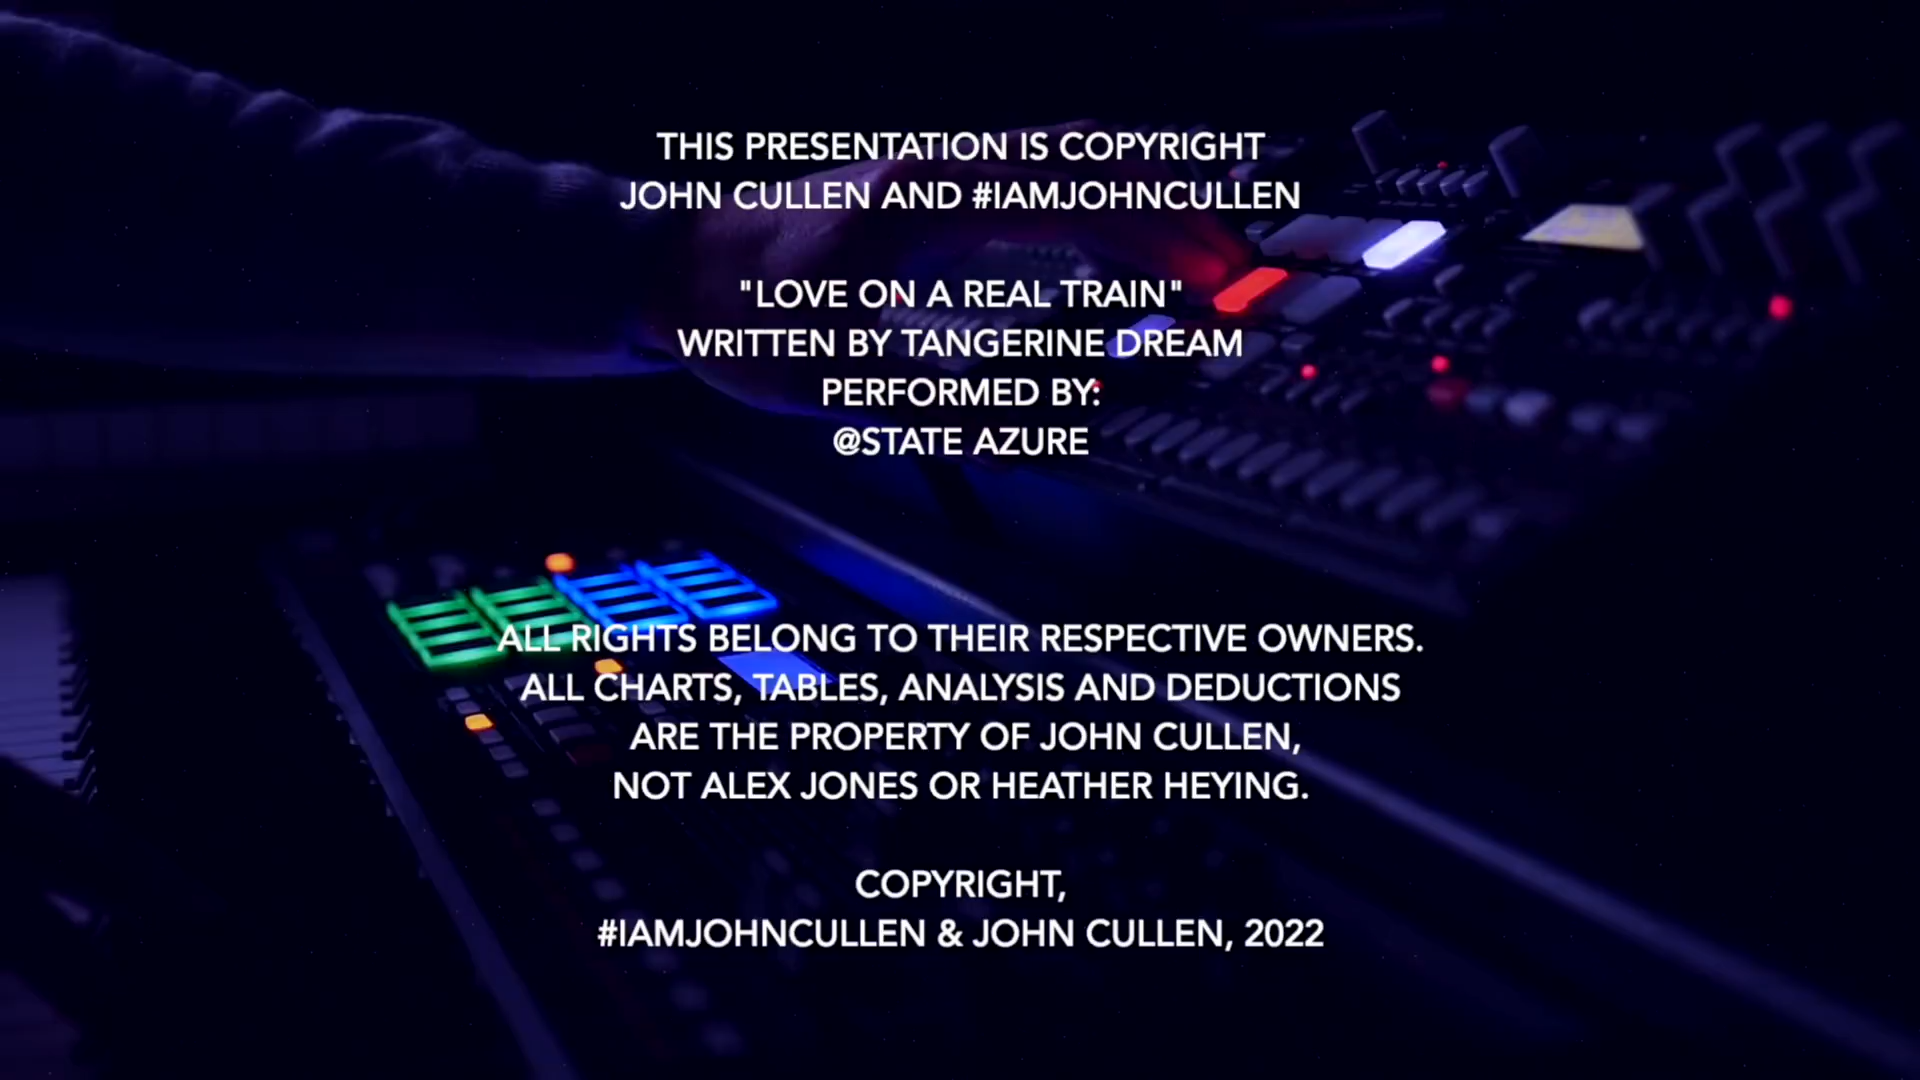 THIS PRESENTATION IS COPYRIGHT
JOHN CULLEN AND #IAMJOHNCULLEN
"LOVE ON A REAL TRAIN"
WRITTEN BY TANGERINE DREAM
PERFORMED BY:
@STATE AZURE
ALL RIGHTS BELONG TO THEIR RESPECTIVE OWNERS.
ALL CHARTS, TABLES, ANALYSIS AND DEDUCTIONS
ARE THE PROPERTY OF JOHN CULLEN,
NOT ALEX JONES OR HEATHER HEYING.
COPYRIGHT,
#IAMJOHNCULLEN & JOHN CULLEN, 2022